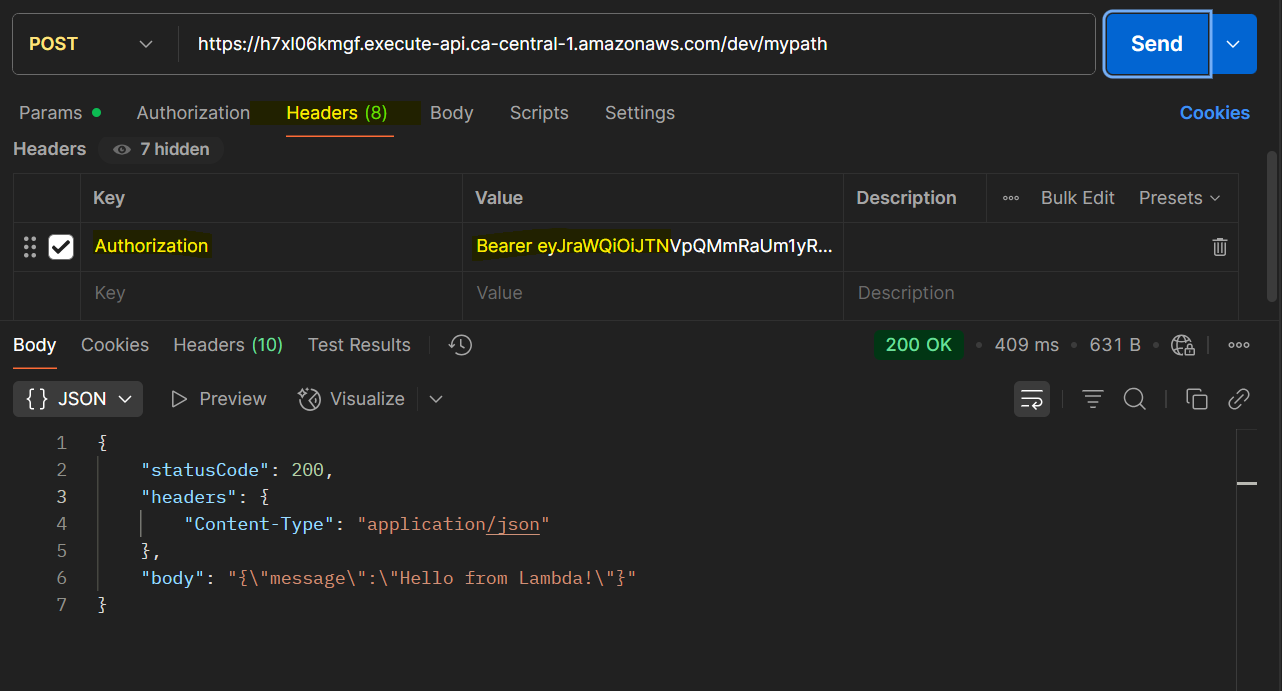 POST https://h7xl06kmgf.execute-api.ca-central-1.amazonaws.com/dev/mypath Send
Params Authorization Headers (8) Body Scripts Settings Cookies
Headers 7 hidden
Key Value Description Bulk Edit Presets
Authorization Bearer eyJraWQiOiJTNVpQMmRaUm1yR...
Key Value Description
Body Cookies Headers (10) Test Results 200 OK • 409 ms • 631 B
{} JSON Preview Visualize
1 {
2 "statusCode": 200,
3 "headers": {
4 "Content-Type": "application/json"
5 },
6 "body": "{\"message\":\"Hello from Lambda!\"}"
7 }